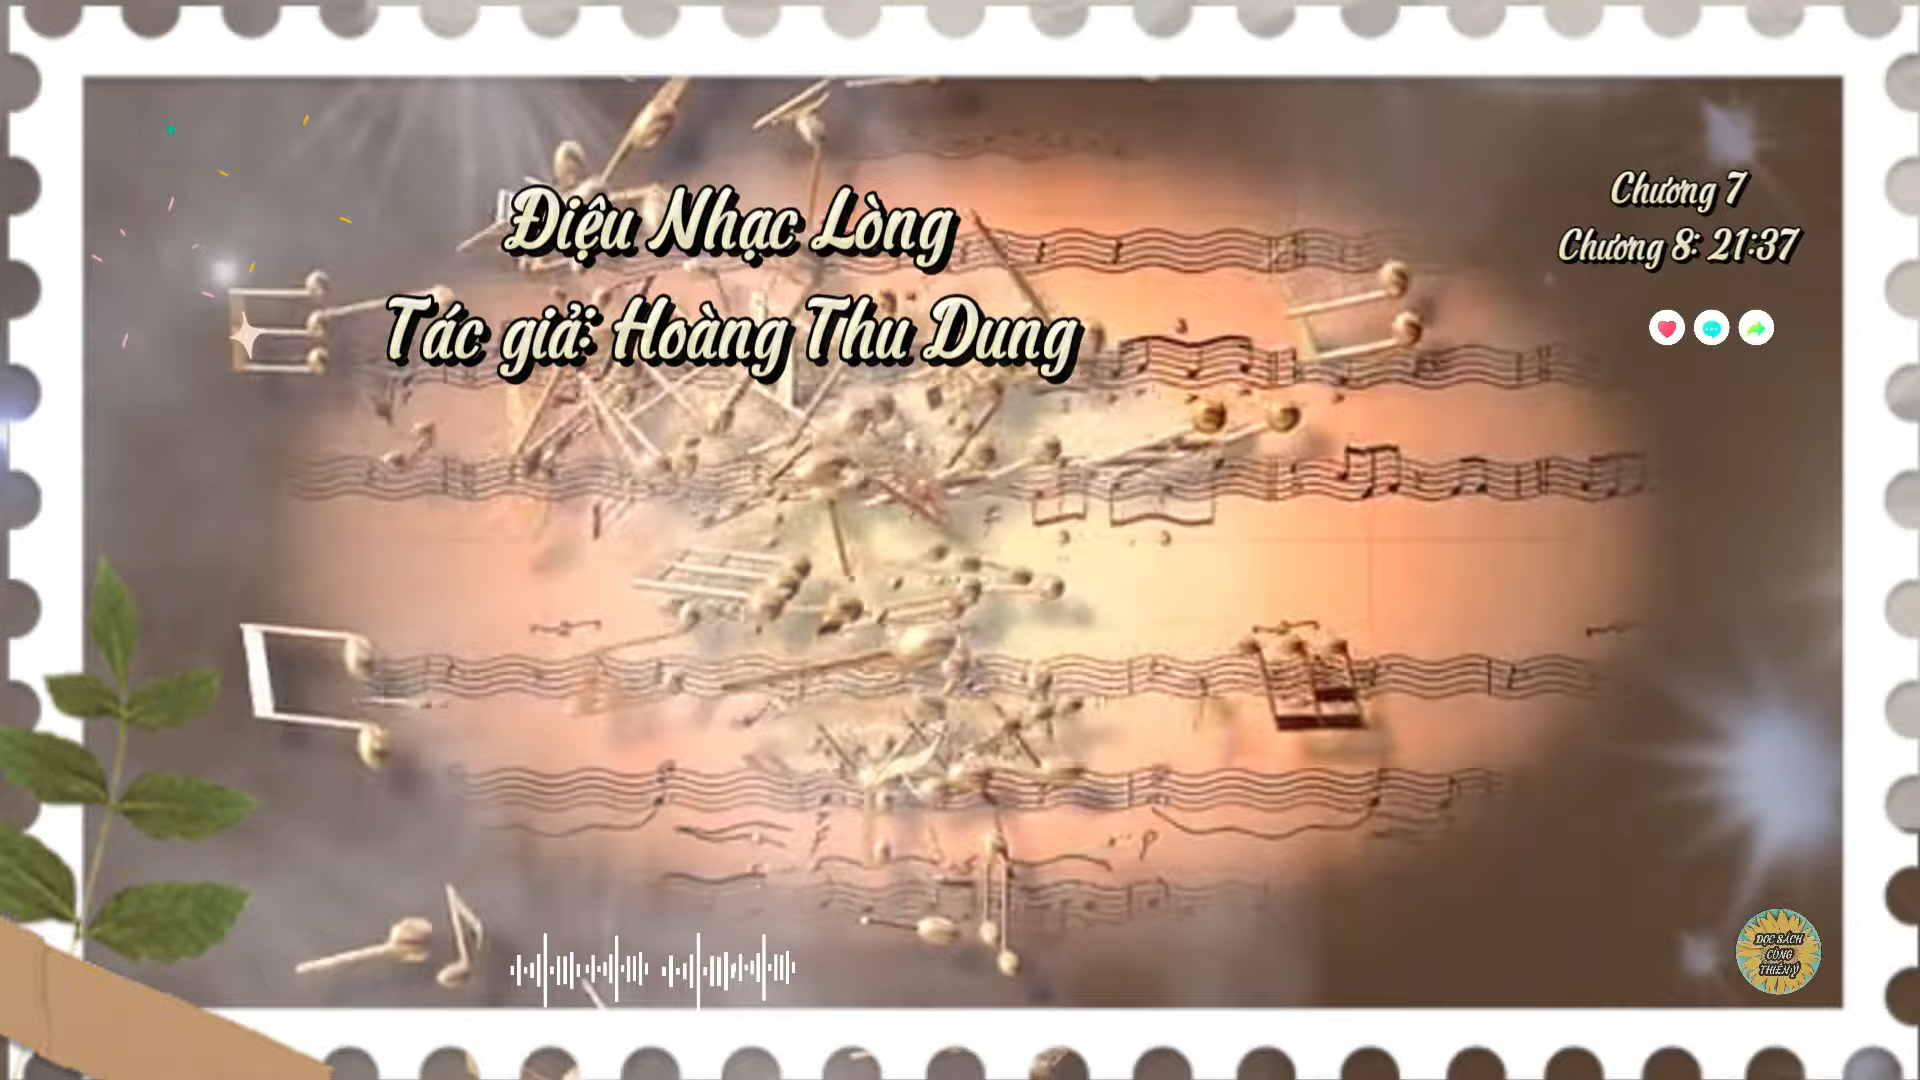 Điệu Nhạc Lòng
Tác giả: Hoàng Thu Dung
Chương 7
Chương 8: 21:37
ĐỌC SÁCH
CÙNG
THIÊN Ý